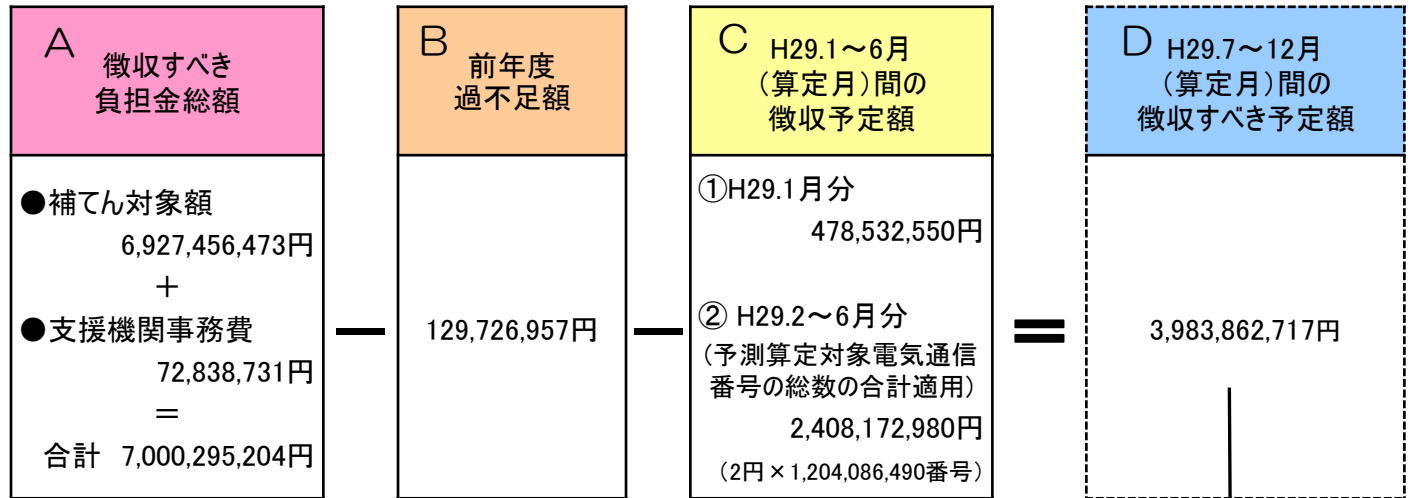 A
徴収すべき
負担金総額
●補てん対象額
6,927,456,473円
＋
●支援機関事務費
72,838,731円
＝
合計 7,000,295,204円
－
B
前年度
過不足額
129,726,957円
－
C
H29.1～6月
（算定月）間の
徴収予定額
①H29.1月分
478,532,550円
② H29.2～6月分
（予測算定対象電気通信
番号の総数の合計適用）
2,408,172,980円
（2円×1,204,086,490番号）
＝
D
H29.7～12月
（算定月）間の
徴収すべき予定額
3,983,862,717円